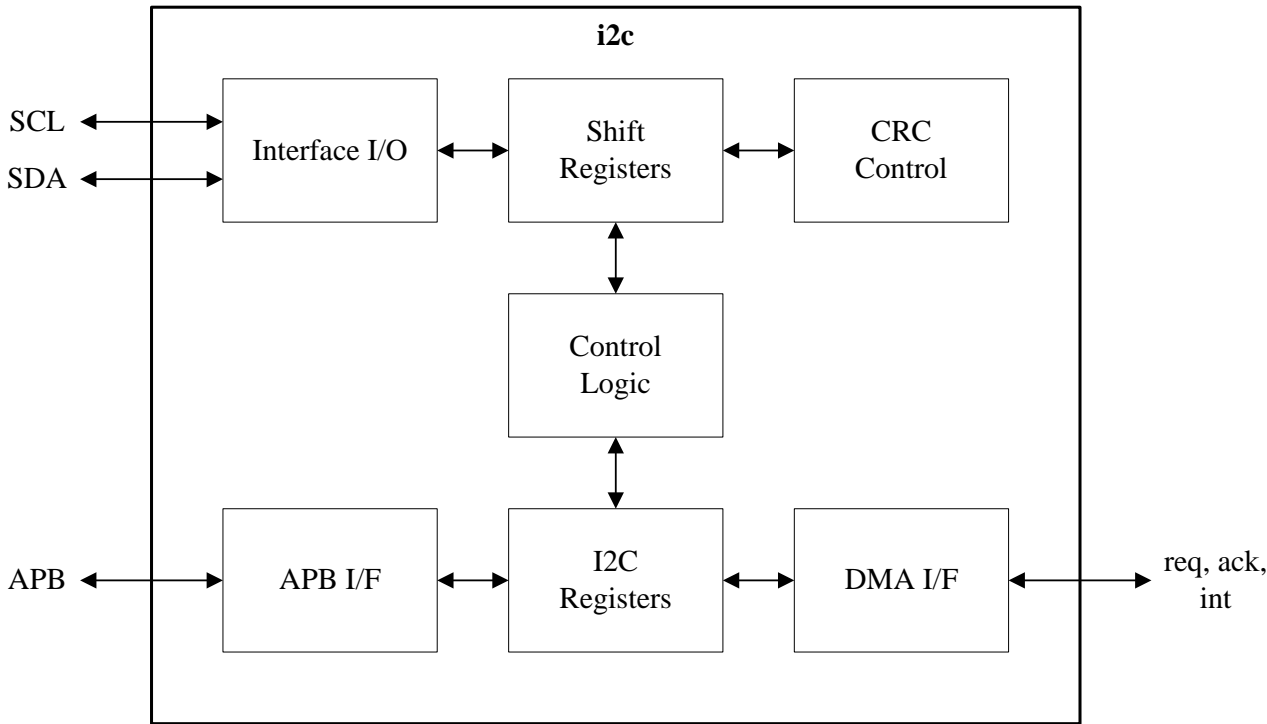 i2c
SCL
SDA
Interface I/O
Shift
Registers
CRC
Control
Control
Logic
APB
APB I/F
I2C
Registers
DMA I/F
req, ack,
int